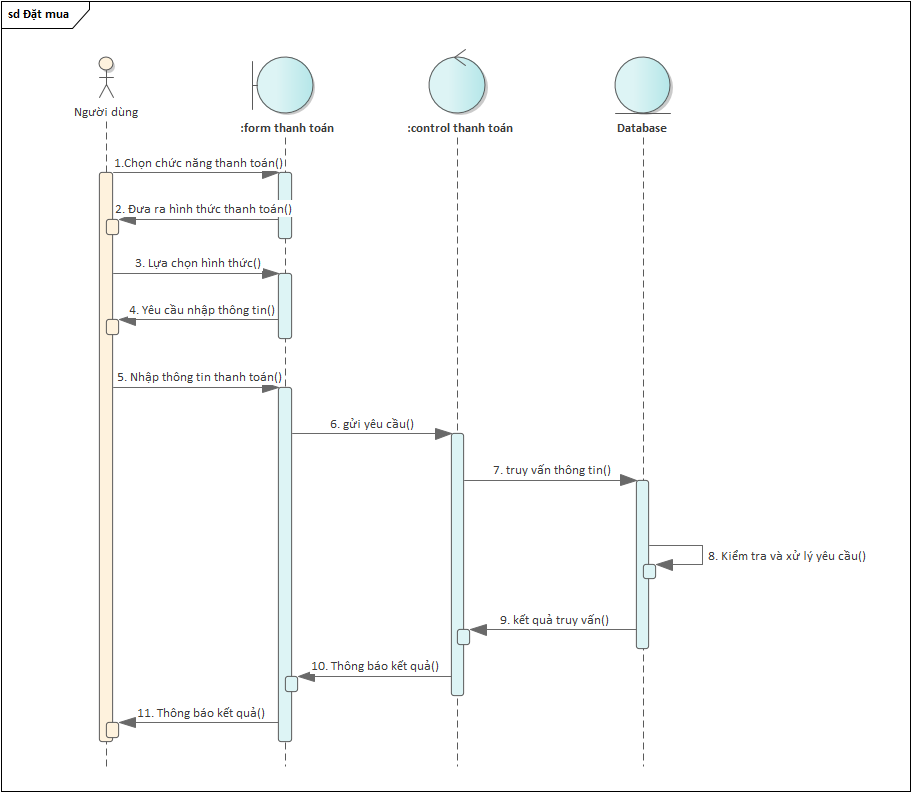 sd Đặt mua
Người dùng
:form thanh toán
:control thanh toán
Database
1.Chọn chức năng thanh toán()
2. Đưa ra hình thức thanh toán()
3. Lựa chọn hình thức()
4. Yêu cầu nhập thông tin()
5. Nhập thông tin thanh toán()
6. gửi yêu cầu()
7. truy vấn thông tin()
8. Kiểm tra và xử lý yêu cầu()
9. kết quả truy vấn()
10. Thông báo kết quả()
11. Thông báo kết quả()